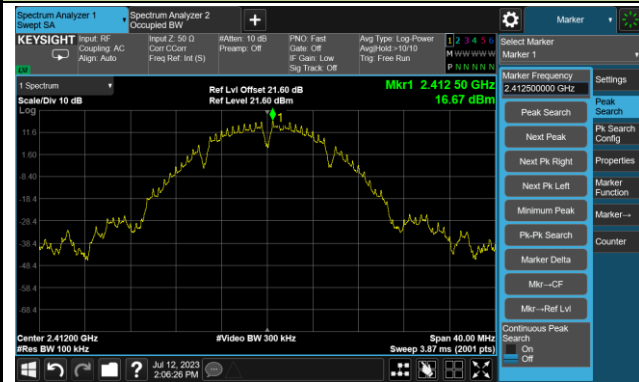 Spectrum Analyzer 1
Swept SA
Spectrum Analyzer 2
Occupied BW
+
Marker
KEYSIGHT
Input: RF
Coupling: AC
Align: Auto
Input Z: 50 Ω
Corr CCorr
Freq Ref: Int (S)
#Atten: 10 dB
Preamp: Off
PNO: Fast
Gate: Off
IF Gain: Low
Sig Track: Off
Avg Type: Log-Power
Avg|Hold:>10/10
Trig: Free Run
1 2 3 4 5 6
M W W W W W
P N N N N N
LXI
Select Marker
Marker 1
1 Spectrum
Scale/Div 10 dB
Ref Lvl Offset 21.60 dB
Ref Level 21.60 dBm
Mkr1 2.412 50 GHz
16.67 dBm
Log
1
11.6
1.60
-8.40
-18.4
-28.4
-38.4
-48.4
-58.4
-68.4
Center 2.41200 GHz
#Res BW 100 kHz
#Video BW 300 kHz
Span 40.00 MHz
Sweep 3.87 ms (2001 pts)
Marker Frequency
2.412500000 GHz
Peak Search
Next Peak
Next Pk Right
Next Pk Left
Minimum Peak
Pk-Pk Search
Marker Delta
Mkr→CF
Mkr→Ref Lvl
Continuous Peak
Search
On
Off
Settings
Peak
Search
Pk Search
Config
Properties
Marker
Function
Marker→
Counter
?
Jul 12, 2023
2:06:26 PM